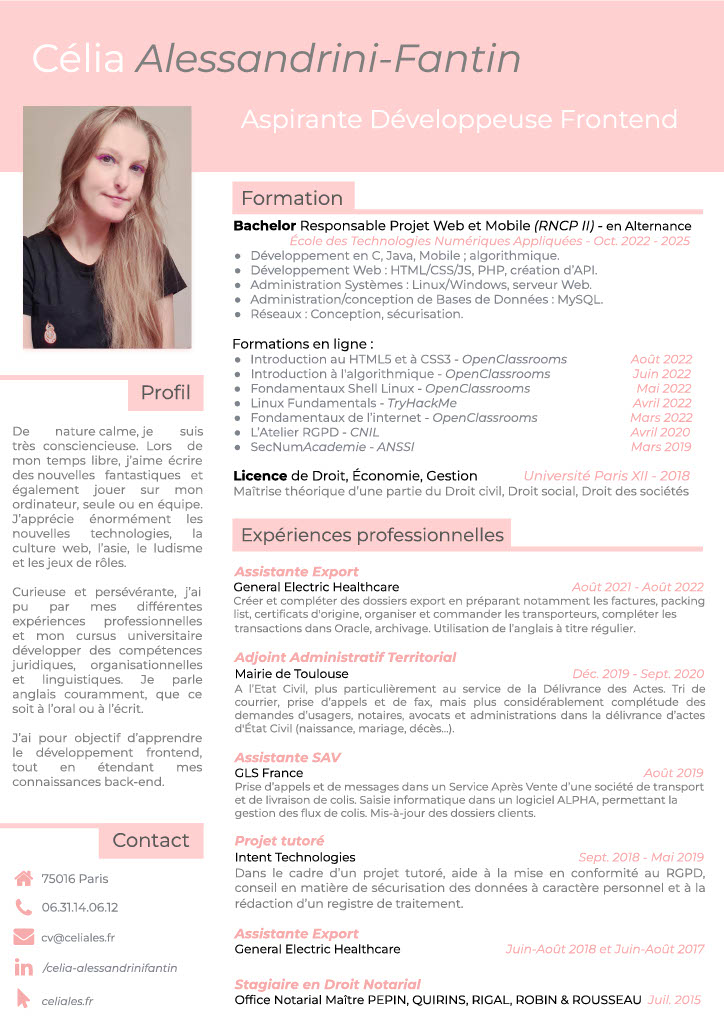 Célia Alessandrini-Fantin
Aspirante Développeuse Frontend
Profil
De nature calme, je suis
très consciencieuse. Lors de
mon temps libre, j'aime écrire
des nouvelles fantastiques et
également jouer sur mon
ordinateur, seule ou en équipe.
J'apprécie énormément les
nouvelles technologies, la
culture web, l'asie, le ludisme
et les jeux de rôles.
Curieuse et persévérante, j'ai
pu par mes différentes
expériences professionnelles
et mon cursus universitaire
développer des compétences
juridiques, organisationnelles
et linguistiques. Je parle
anglais couramment, que ce
soit à l'oral ou à l'écrit.
J'ai pour objectif d'apprendre
le développement frontend,
tout en étendant mes
connaissances back-end.
Contact
75016 Paris
06.31.14.06.12
cv@celiales.fr
/celia-alessandrinifantin
celiales.fr
Formation
Bachelor Responsable Projet Web et Mobile (RNCP II) - en Alternance
École des Technologies Numériques Appliquées - Oct. 2022 - 2025
• Développement en C, Java, Mobile ; algorithmique.
• Développement Web : HTML/CSS/JS, PHP, création d'API.
• Administration Systèmes : Linux/Windows, serveur Web.
• Administration/conception de Bases de Données : MySQL.
• Réseaux : Conception, sécurisation.
Formations en ligne :
• Introduction au HTML5 et à CSS3 - OpenClassrooms Août 2022
• Introduction à l'algorithmique - OpenClassrooms Juin 2022
• Fondamentaux Shell Linux - OpenClassrooms Mai 2022
• Linux Fundamentals - TryHackMe Avril 2022
• Fondamentaux de l'internet - OpenClassrooms Mars 2022
• L'Atelier RGPD - CNIL Avril 2020
• SecNumAcademie - ANSSI Mars 2019
Licence de Droit, Économie, Gestion Université Paris XII - 2018
Maîtrise théorique d'une partie du Droit civil, Droit social, Droit des sociétés
Expériences professionnelles
Assistante Export
General Electric Healthcare Août 2021 - Août 2022
Créer et compléter des dossiers export en préparant notamment les factures, packing
list, certificats d'origine, organiser et commander les transporteurs, compléter les
transactions dans Oracle, archivage. Utilisation de l'anglais à titre régulier.
Adjoint Administratif Territorial
Mairie de Toulouse Déc. 2019 - Sept. 2020
A l'Etat Civil, plus particulièrement au service de la Délivrance des Actes. Tri de
courrier, prise d'appels et de fax, mais plus considérablement complétude des
demandes d'usagers, notaires, avocats et administrations dans la délivrance d'actes
d'État Civil (naissance, mariage, décès...).
Assistante SAV
GLS France Août 2019
Prise d'appels et de messages dans un Service Après Vente d'une société de transport
et de livraison de colis. Saisie informatique dans un logiciel ALPHA, permettant la
gestion des flux de colis. Mis-à-jour des dossiers clients.
Projet tutoré
Intent Technologies Sept. 2018 - Mai 2019
Dans le cadre d'un projet tutoré, aide à la mise en conformité au RGPD,
conseil en matière de sécurisation des données à caractère personnel et à la
rédaction d'un registre de traitement.
Assistante Export
General Electric Healthcare Juin-Août 2018 et Juin-Août 2017
Stagiaire en Droit Notarial
Office Notarial Maître PEPIN, QUIRINS, RIGAL, ROBIN & ROUSSEAU Juil. 2015